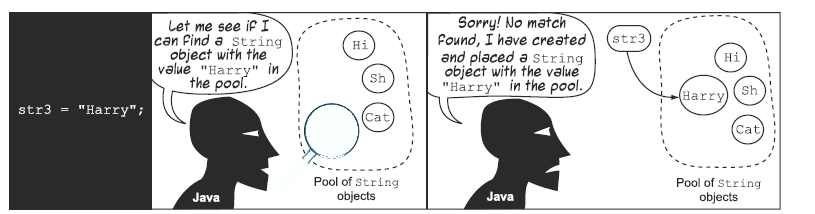 str3 = "Harry";
Let me see if I
can find a String
object with the
value "Harry" in
the pool.
Hi
Sh
Cat
Java
Pool of String
objects
Sorry! No match
found, I have created
and placed a String
object with the value
"Harry" in the pool.
str3
Hi
Harry
Sh
Cat
Java
Pool of String
objects